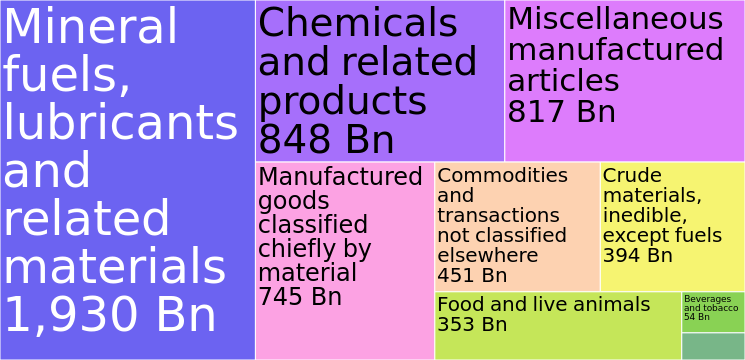 Mineral
fuels,
lubricants
and
related
materials
1,930 Bn
Chemicals
and related
products
848 Bn
Miscellaneous
manufactured
articles
817 Bn
Manufactured
goods
classified
chiefly by
material
745 Bn
Commodities
and
transactions
not classified
elsewhere
451 Bn
Crude
materials,
inedible,
except fuels
394 Bn
Food and live animals
353 Bn
Beverages
and tobacco
54 Bn